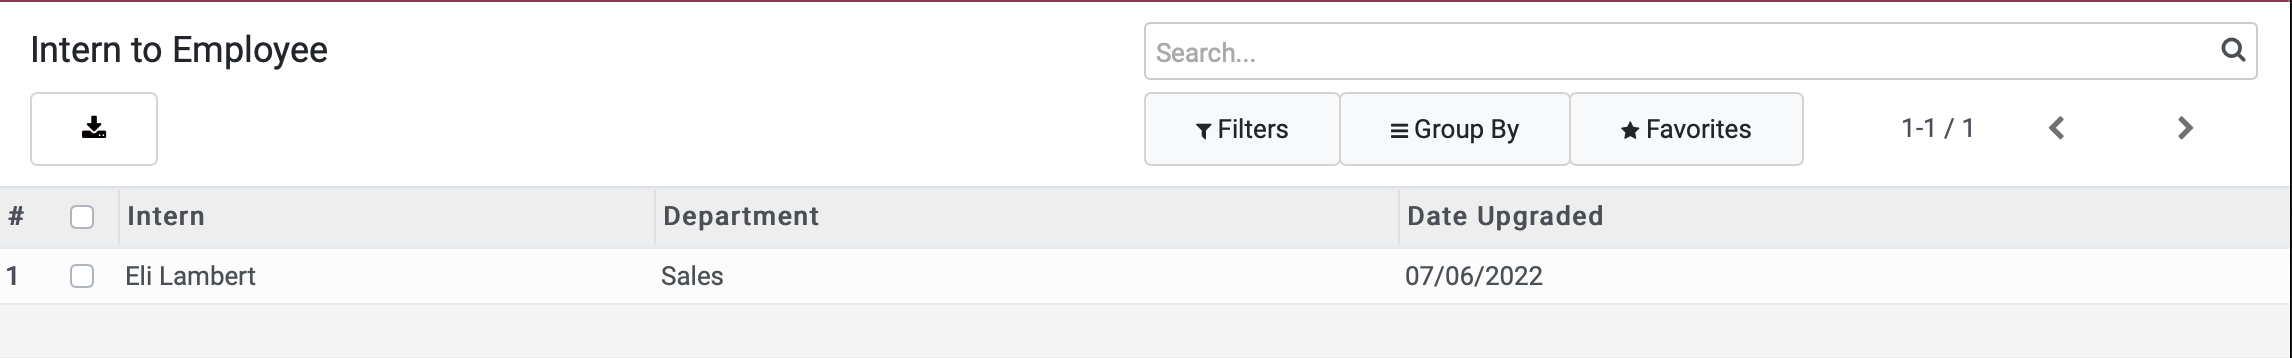 Intern to Employee
Search...
Filters
Group By
Favorites
1-1 / 1
# Intern Department Date Upgraded
1 Eli Lambert Sales 07/06/2022